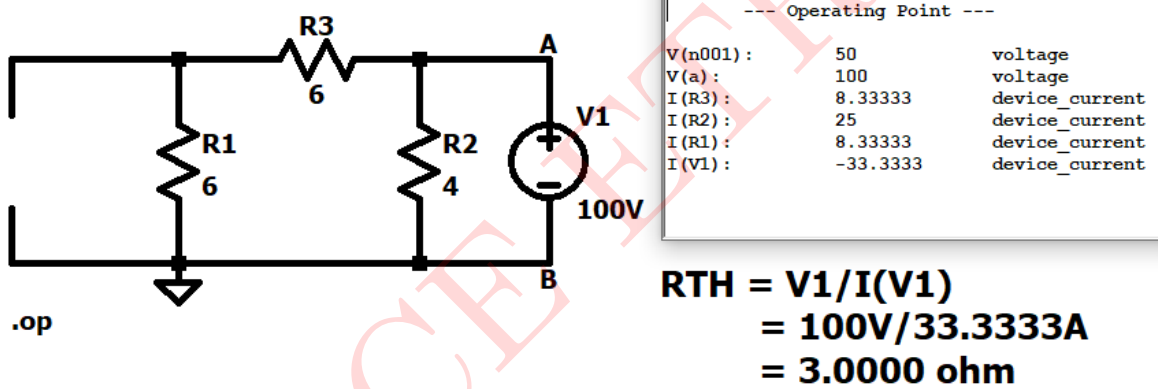 R3
6
A
R1
6
R2
4
V1
100V
B
.op
--- Operating Point ---
V(n001): 50 voltage
V(a): 100 voltage
I(R3): 8.33333 device_current
I(R2): 25 device_current
I(R1): 8.33333 device_current
I(V1): -33.3333 device_current
RTH = V1/I(V1)
= 100V/33.3333A
= 3.0000 ohm